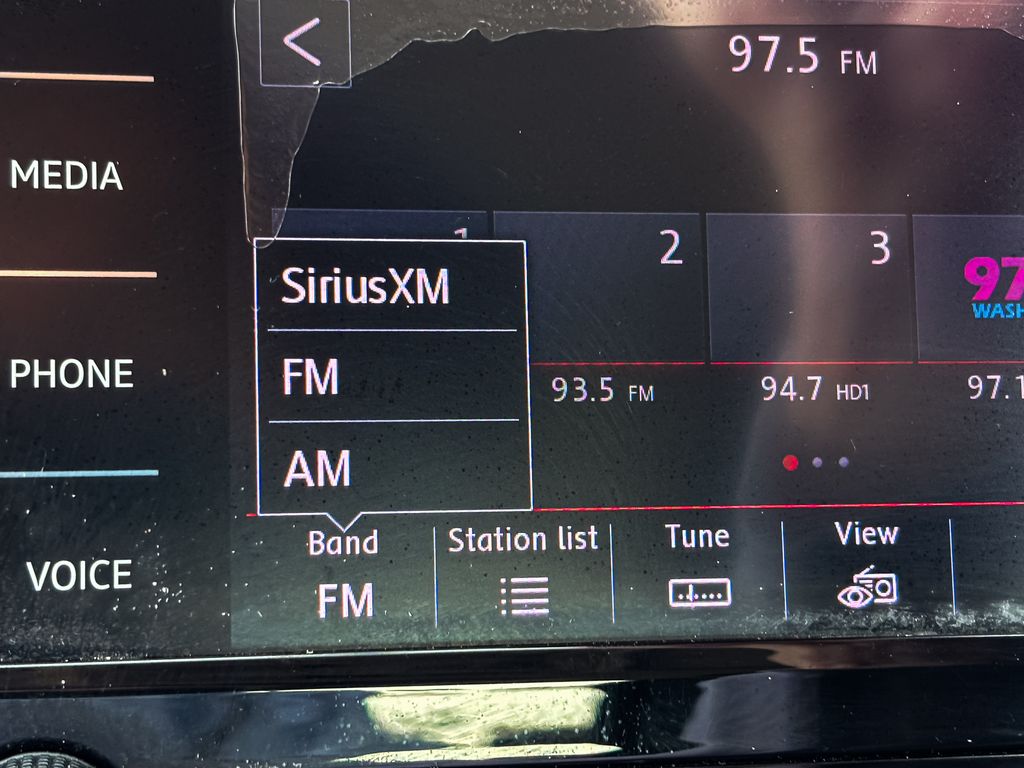 <
97.5 FM
MEDIA
1
2
3
97
WASH
SiriusXM
FM
AM
PHONE
93.5 FM
94.7 HD1
97.1
Band
Station list
Tune
View
FM
VOICE